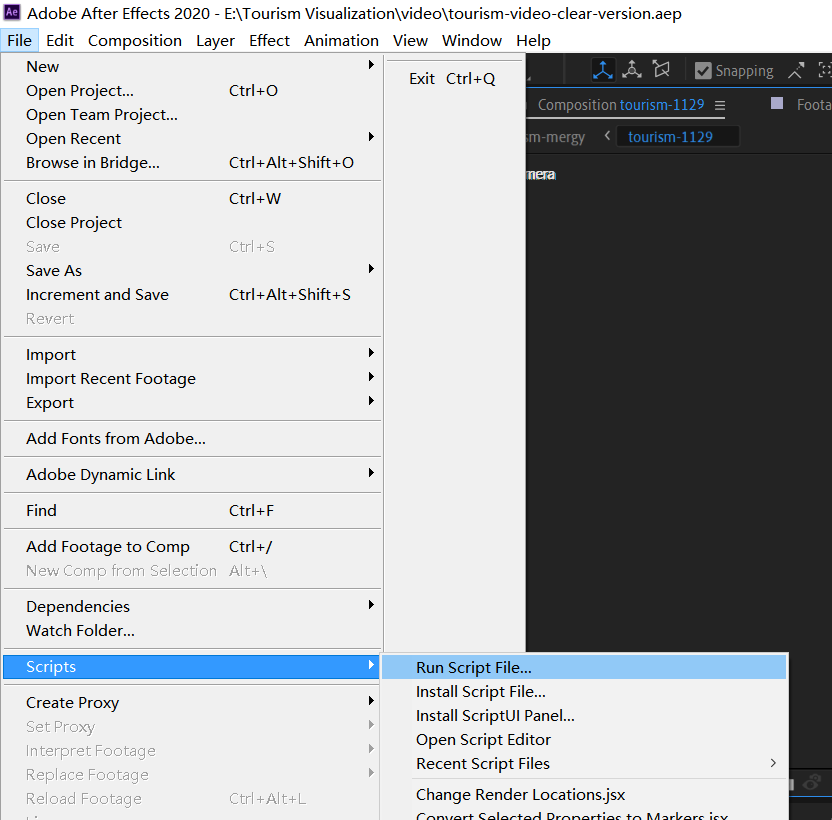 Ae Adobe After Effects 2020 - E:\Tourism Visualization\video\tourism-video-clear-version.aep
File Edit Composition Layer Effect Animation View Window Help
New
Open Project... Ctrl+O
Open Team Project...
Open Recent
Browse in Bridge... Ctrl+Alt+Shift+O
Close Ctrl+W
Close Project
Save Ctrl+S
Save As
Increment and Save Ctrl+Alt+Shift+S
Revert
Import
Import Recent Footage
Export
Add Fonts from Adobe...
Adobe Dynamic Link
Find Ctrl+F
Add Footage to Comp Ctrl+/
New Comp from Selection Alt+\
Dependencies
Watch Folder...
Scripts
Create Proxy
Set Proxy
Interpret Footage
Replace Footage
Reload Footage Ctrl+Alt+L
Exit Ctrl+Q
Snapping
Composition tourism-1129
Foota
sm-mergy < tourism-1129
mera
Run Script File...
Install Script File...
Install ScriptUI Panel...
Open Script Editor
Recent Script Files >
Change Render Locations.jsx
Convert Selected Properties to Markers.jsx